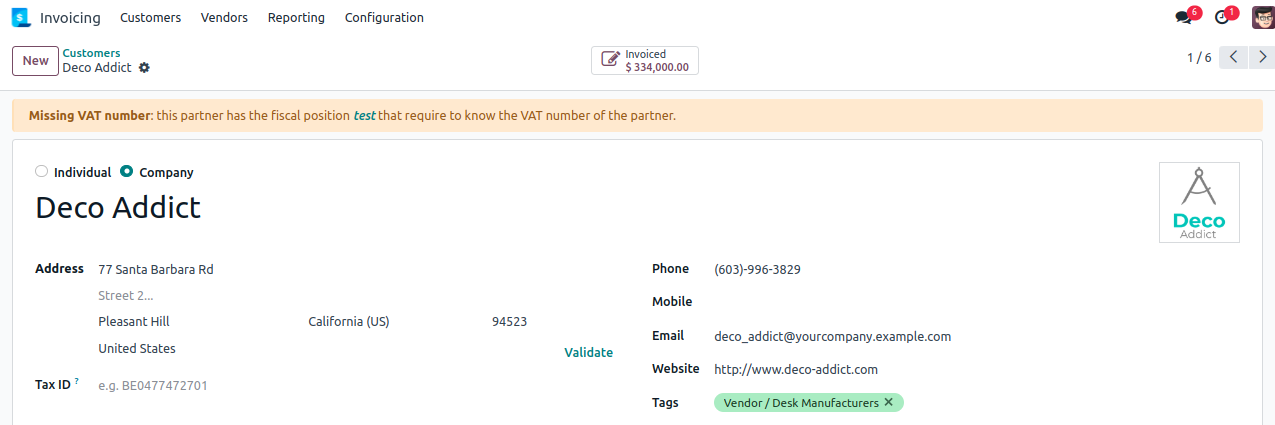 Invoicing Customers Vendors Reporting Configuration 6 1
New Customers Invoiced 1 / 6
Deco Addict $ 334,000.00
Missing VAT number: this partner has the fiscal position test that require to know the VAT number of the partner.
Individual Company
Deco Addict
Deco
Addict
Address 77 Santa Barbara Rd Phone (603)-996-3829
Street 2... Mobile
Pleasant Hill California (US) 94523 Email deco_addict@yourcompany.example.com
United States Validate Website http://www.deco-addict.com
Tax ID ? e.g. BE0477472701 Tags Vendor / Desk Manufacturers